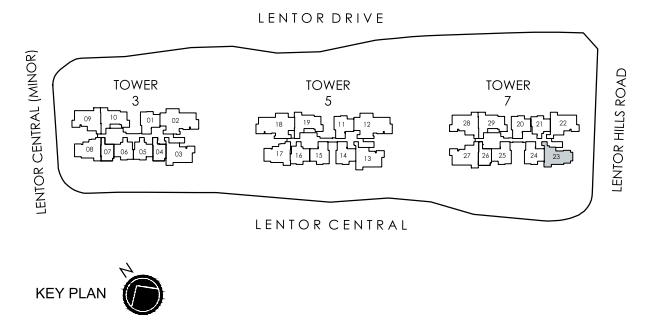 LENTOR DRIVE
LENTOR CENTRAL (MINOR)
LENTOR HILLS ROAD
TOWER
3
09 10 01 02
08 07 06 05 04 03
TOWER
5
18 19 11 12
17 16 15 14 13
TOWER
7
28 29 20 21 22
27 26 25 24 23
LENTOR CENTRAL
N
KEY PLAN